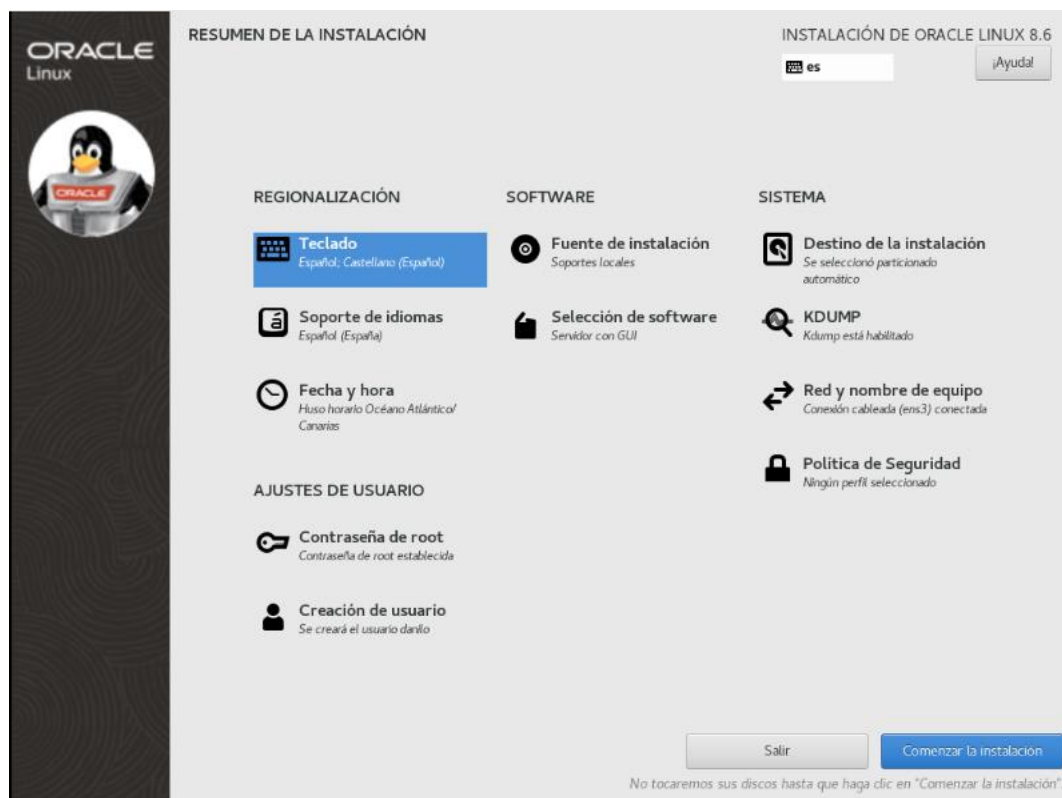 ORACLE
Linux
ORACLE
RESUMEN DE LA INSTALACIÓN
INSTALACIÓN DE ORACLE LINUX 8.6
es
¡Ayuda!
REGIONALIZACIÓN
Teclado
Español; Castellano (Español)
Soporte de idiomas
Español (España)
Fecha y hora
Huso horario Océano Atlántico/
Canarias
AJUSTES DE USUARIO
Contraseña de root
Contraseña de root establecida
Creación de usuario
Se creará el usuario danilo
SOFTWARE
Fuente de instalación
Soportes locales
Selección de software
Servidor con GUI
SISTEMA
Destino de la instalación
Se seleccionó particionado
automático
KDUMP
Kdump está habilitado
Red y nombre de equipo
Conexión cableada (ens3) conectada
Política de Seguridad
Ningún perfil seleccionado
Salir
Comenzar la instalación
No tocaremos sus discos hasta que haga clic en "Comenzar la instalación"